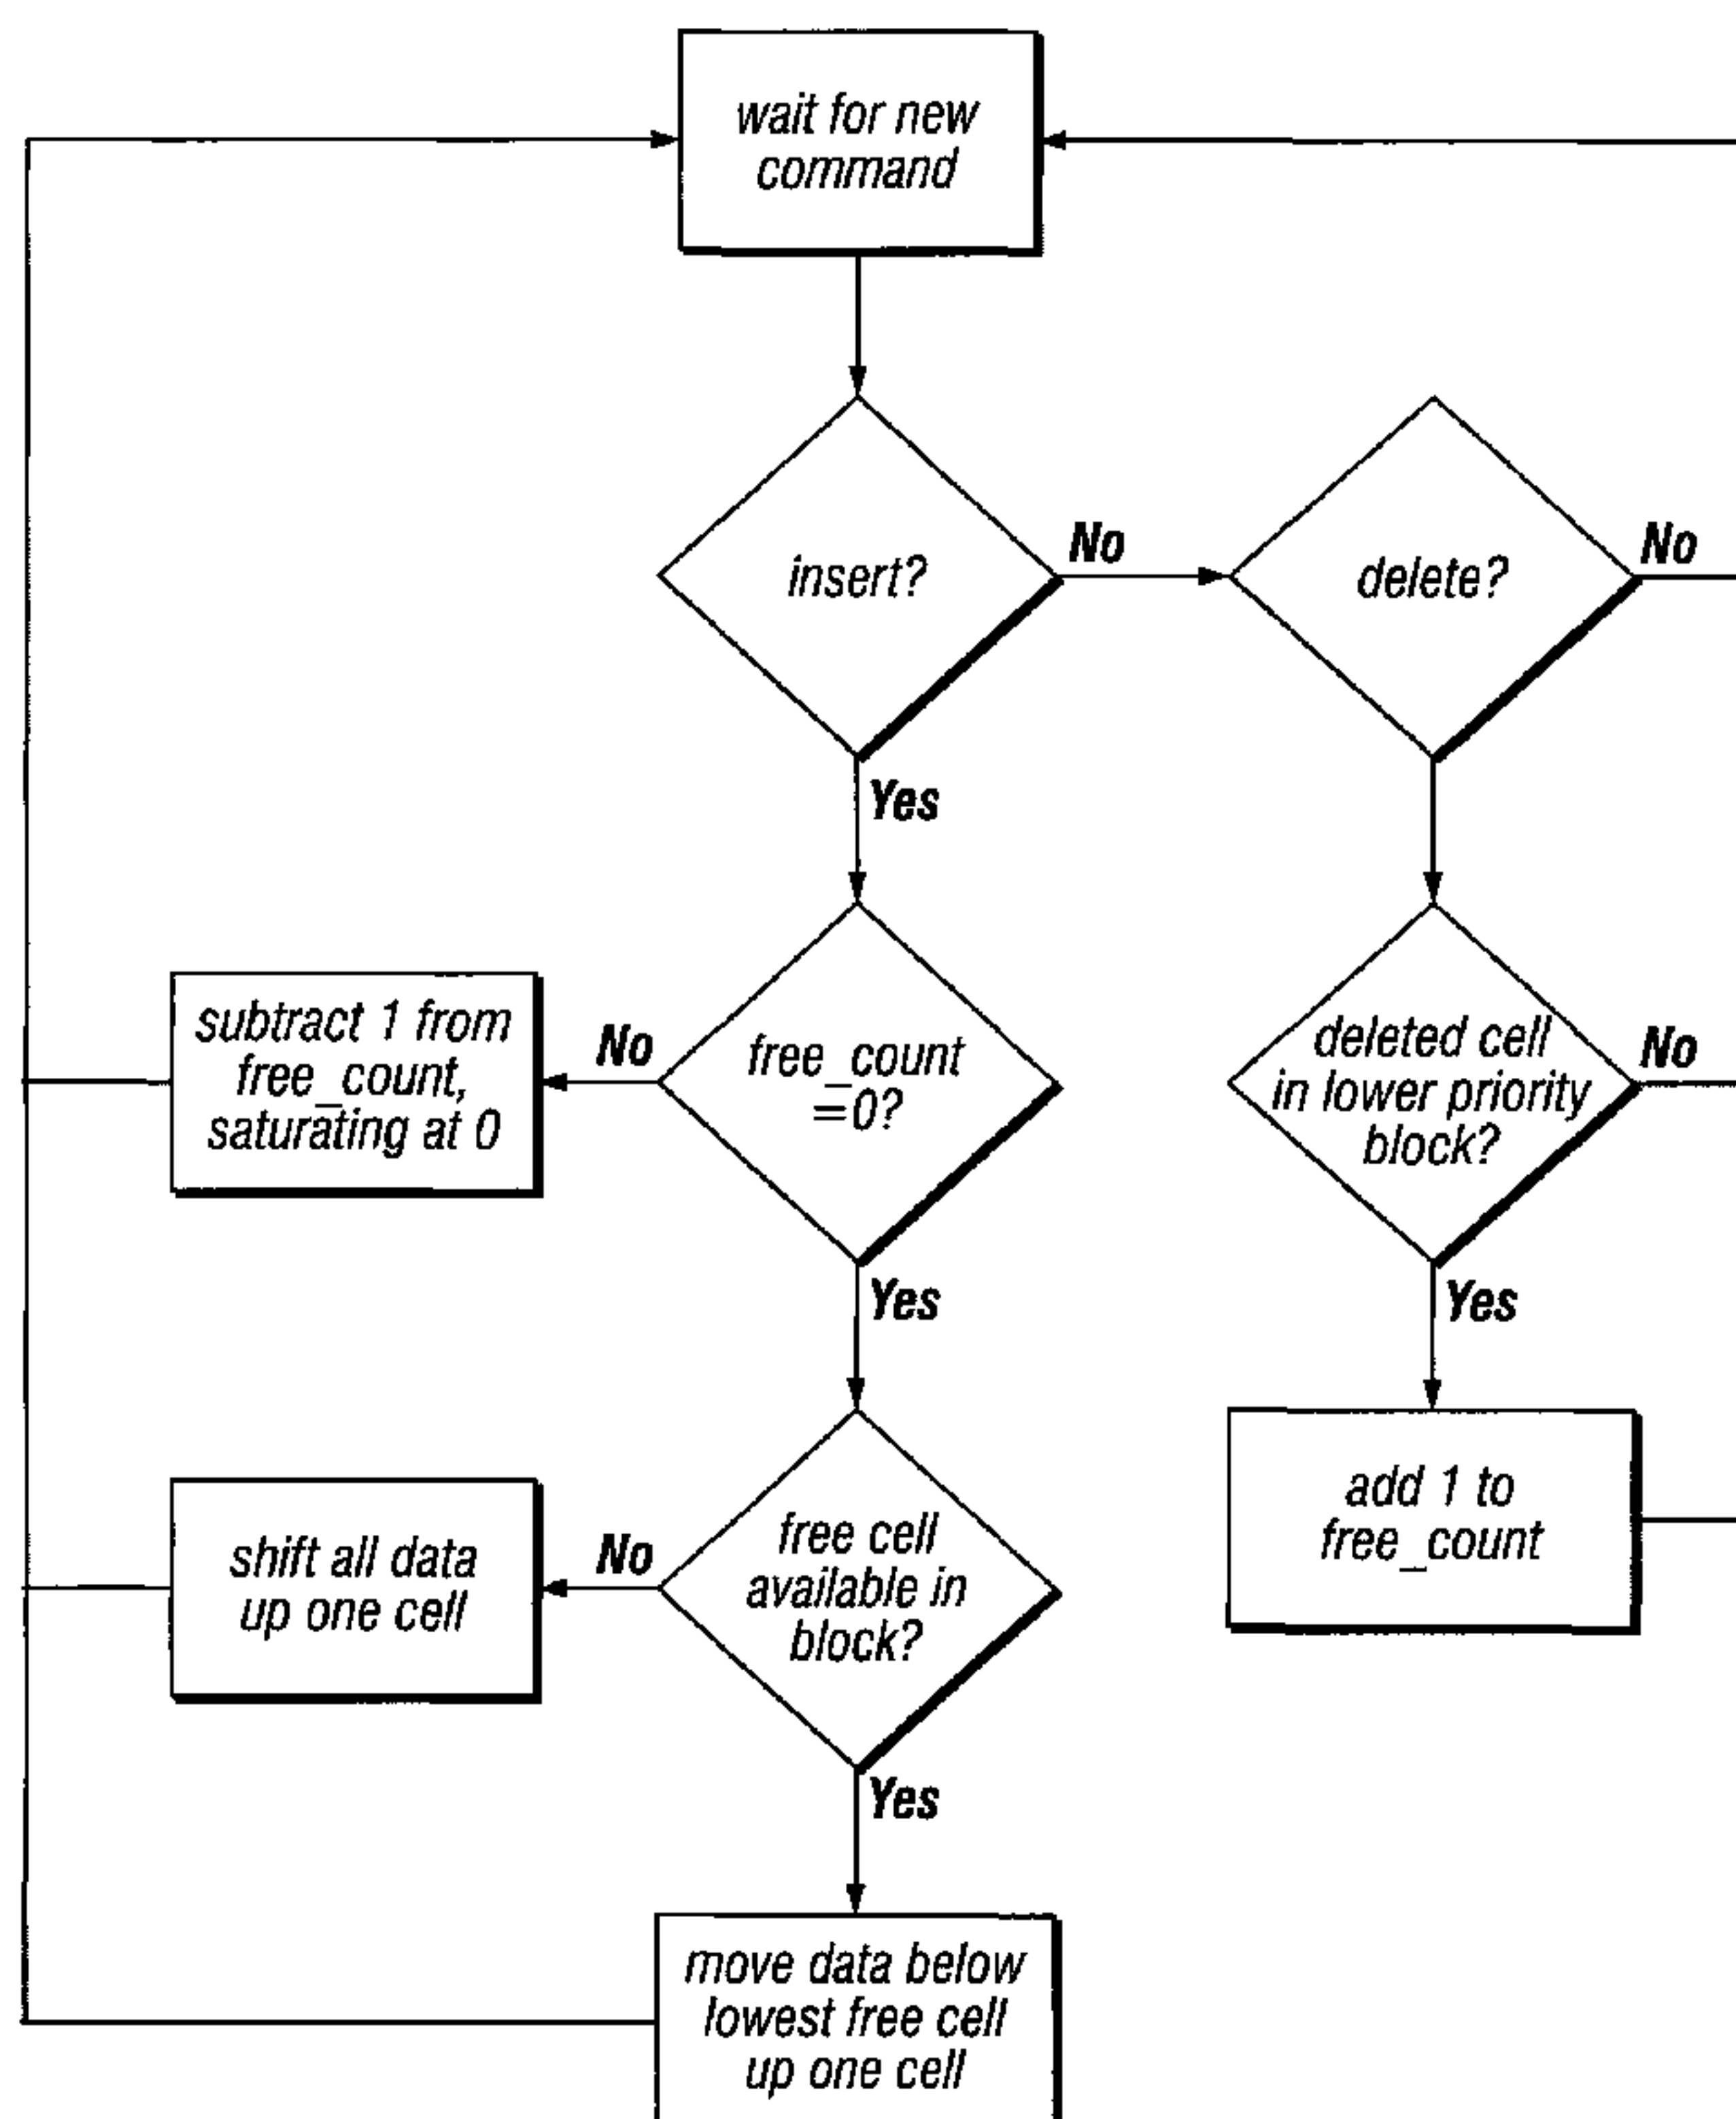 wait for new
command
insert?
No
delete?
No
Yes
subtract 1 from
free_count,
saturating at 0
No
free_count
=0?
deleted cell
in lower priority
block?
No
Yes
Yes
shift all data
up one cell
No
free cell
available in
block?
add 1 to
free_count
Yes
move data below
lowest free cell
up one cell